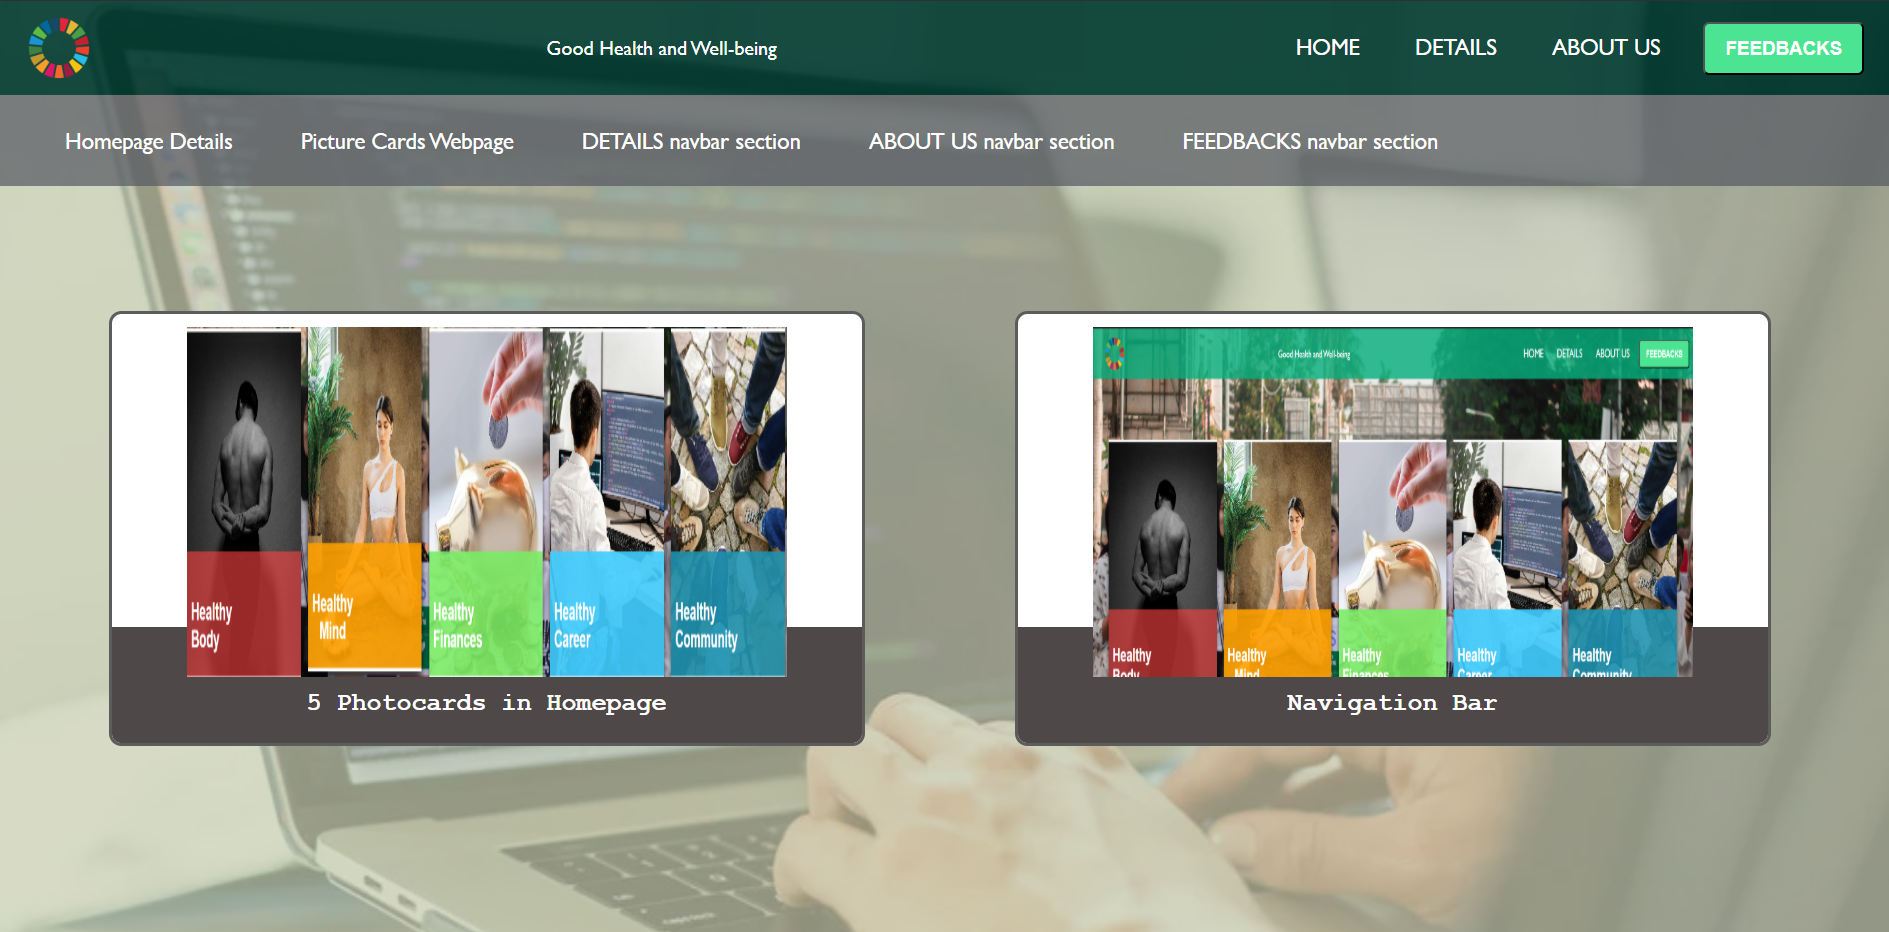 Good Health and Well-being
HOME
DETAILS
ABOUT US
FEEDBACKS
Homepage Details
Picture Cards Webpage
DETAILS navbar section
ABOUT US navbar section
FEEDBACKS navbar section
Healthy
Body
Healthy
Mind
Healthy
Finances
Healthy
Career
Healthy
Community
5 Photocards in Homepage
Good Health and Well-being
HOME
DETAILS
ABOUT US
FEEDBACKS
Healthy
Body
Healthy
Mind
Healthy
Finances
Healthy
Career
Healthy
Community
Navigation Bar